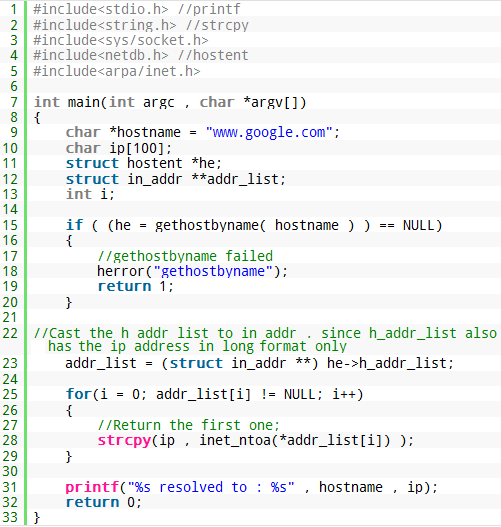 1 #include<stdio.h> //printf
2 #include<string.h> //strcpy
3 #include<sys/socket.h>
4 #include<netdb.h> //hostent
5 #include<arpa/inet.h>
6
7 int main(int argc , char *argv[])
8 {
9     char *hostname = "www.google.com";
10     char ip[100];
11     struct hostent *he;
12     struct in_addr **addr_list;
13     int i;
14
15     if ( (he = gethostbyname( hostname ) ) == NULL)
16     {
17         //gethostbyname failed
18         herror("gethostbyname");
19         return 1;
20     }
21
22 //Cast the h_addr_list to in_addr , since h_addr_list also
has the ip address in long format only
23     addr_list = (struct in_addr **) he->h_addr_list;
24
25     for(i = 0; addr_list[i] != NULL; i++)
26     {
27         //Return the first one;
28         strcpy(ip , inet_ntoa(*addr_list[i]) );
29     }
30
31     printf("%s resolved to : %s" , hostname , ip);
32     return 0;
33 }